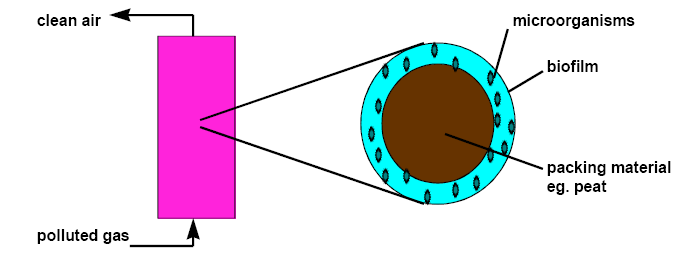 clean air
microorganisms
biofilm
packing material
eg. peat
polluted gas